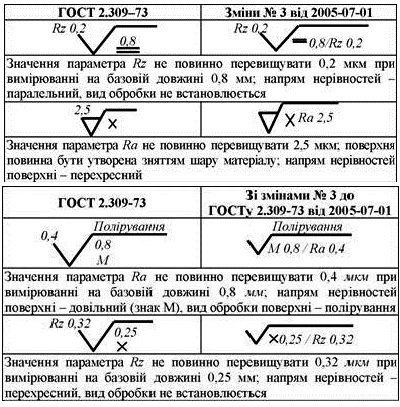 ГОСТ 2.309–73
Зміни № 3 від 2005-07-01
Rz 0,2
0,8
Rz 0,2
0,8/Rz 0,2
Значення параметра Rz не повинно перевищувати 0,2 мкм при
вимірюванні на базовій довжині 0,8 мм; напрям нерівностей –
паралельний, вид обробки не встановлюється
2,5
Ra 2,5
Значення параметра Ra не повинно перевищувати 2,5 мкм; поверхня
повинна бути утворена зняттям шару матеріалу; напрям нерівностей
поверхні – перехресний
ГОСТ 2.309-73
Зі змінами № 3 до
ГОСТу 2.309-73 від 2005-07-01
Полірування
0,4
0,8
М
Полірування
М 0,8 / Ra 0,4
Значення параметра Ra не повинно перевищувати 0,4 мкм при
вимірюванні на базовій довжині 0,8 мм; напрям нерівностей
поверхні – довільний (знак М), вид обробки поверхні – полірування
Rz 0,32
0,25
×0,25 / Rz 0,32
Значення параметра Rz не повинно перевищувати 0,32 мкм при
вимірюванні на базовій довжині 0,25 мм; напрям нерівностей –
перехресний, вид обробки не встановлюється